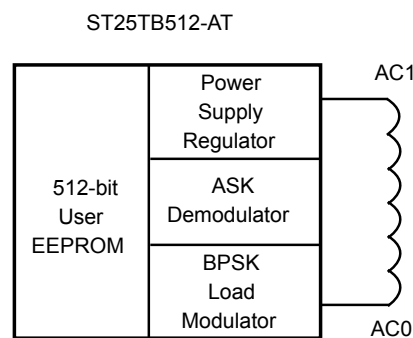 ST25TB512-AT
512-bit
User
EEPROM
Power
Supply
Regulator
ASK
Demodulator
BPSK
Load
Modulator
AC1
AC0